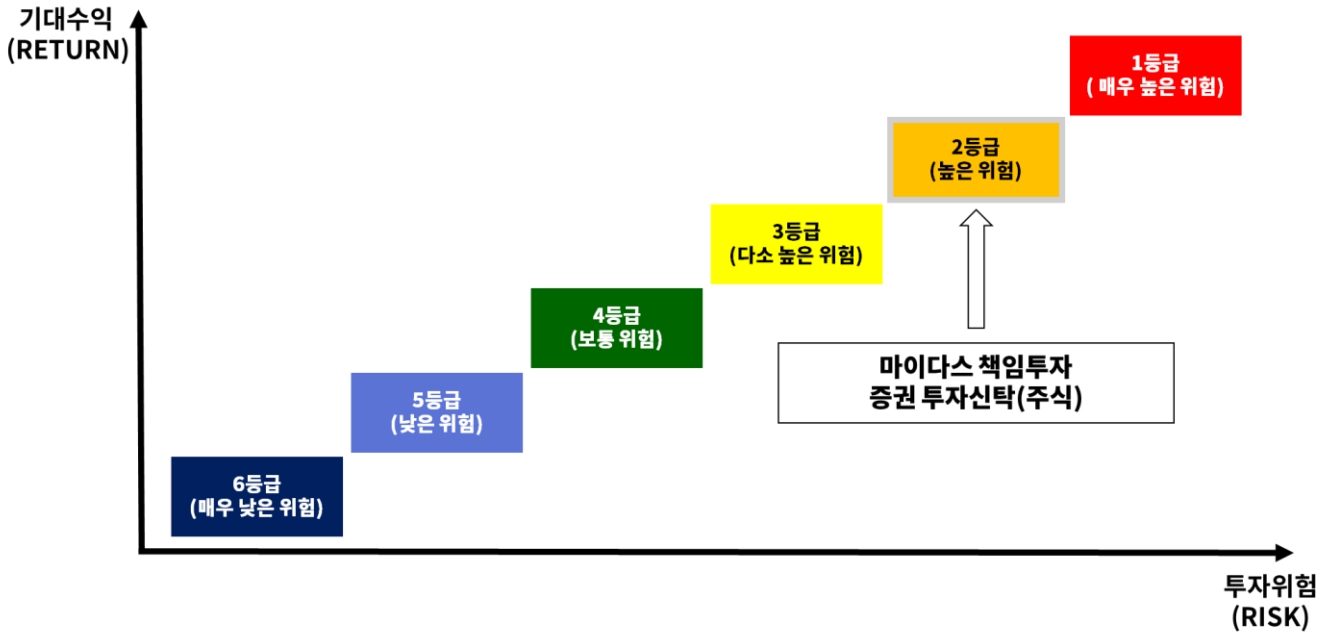 기대수익
(RETURN)
1등급
( 매우 높은 위험)
2등급
(높은 위험)
3등급
(다소 높은 위험)
4등급
(보통 위험)
마이다스 책임투자
증권 투자신탁(주식)
5등급
(낮은 위험)
6등급
(매우 낮은 위험)
투자위험
(RISK)